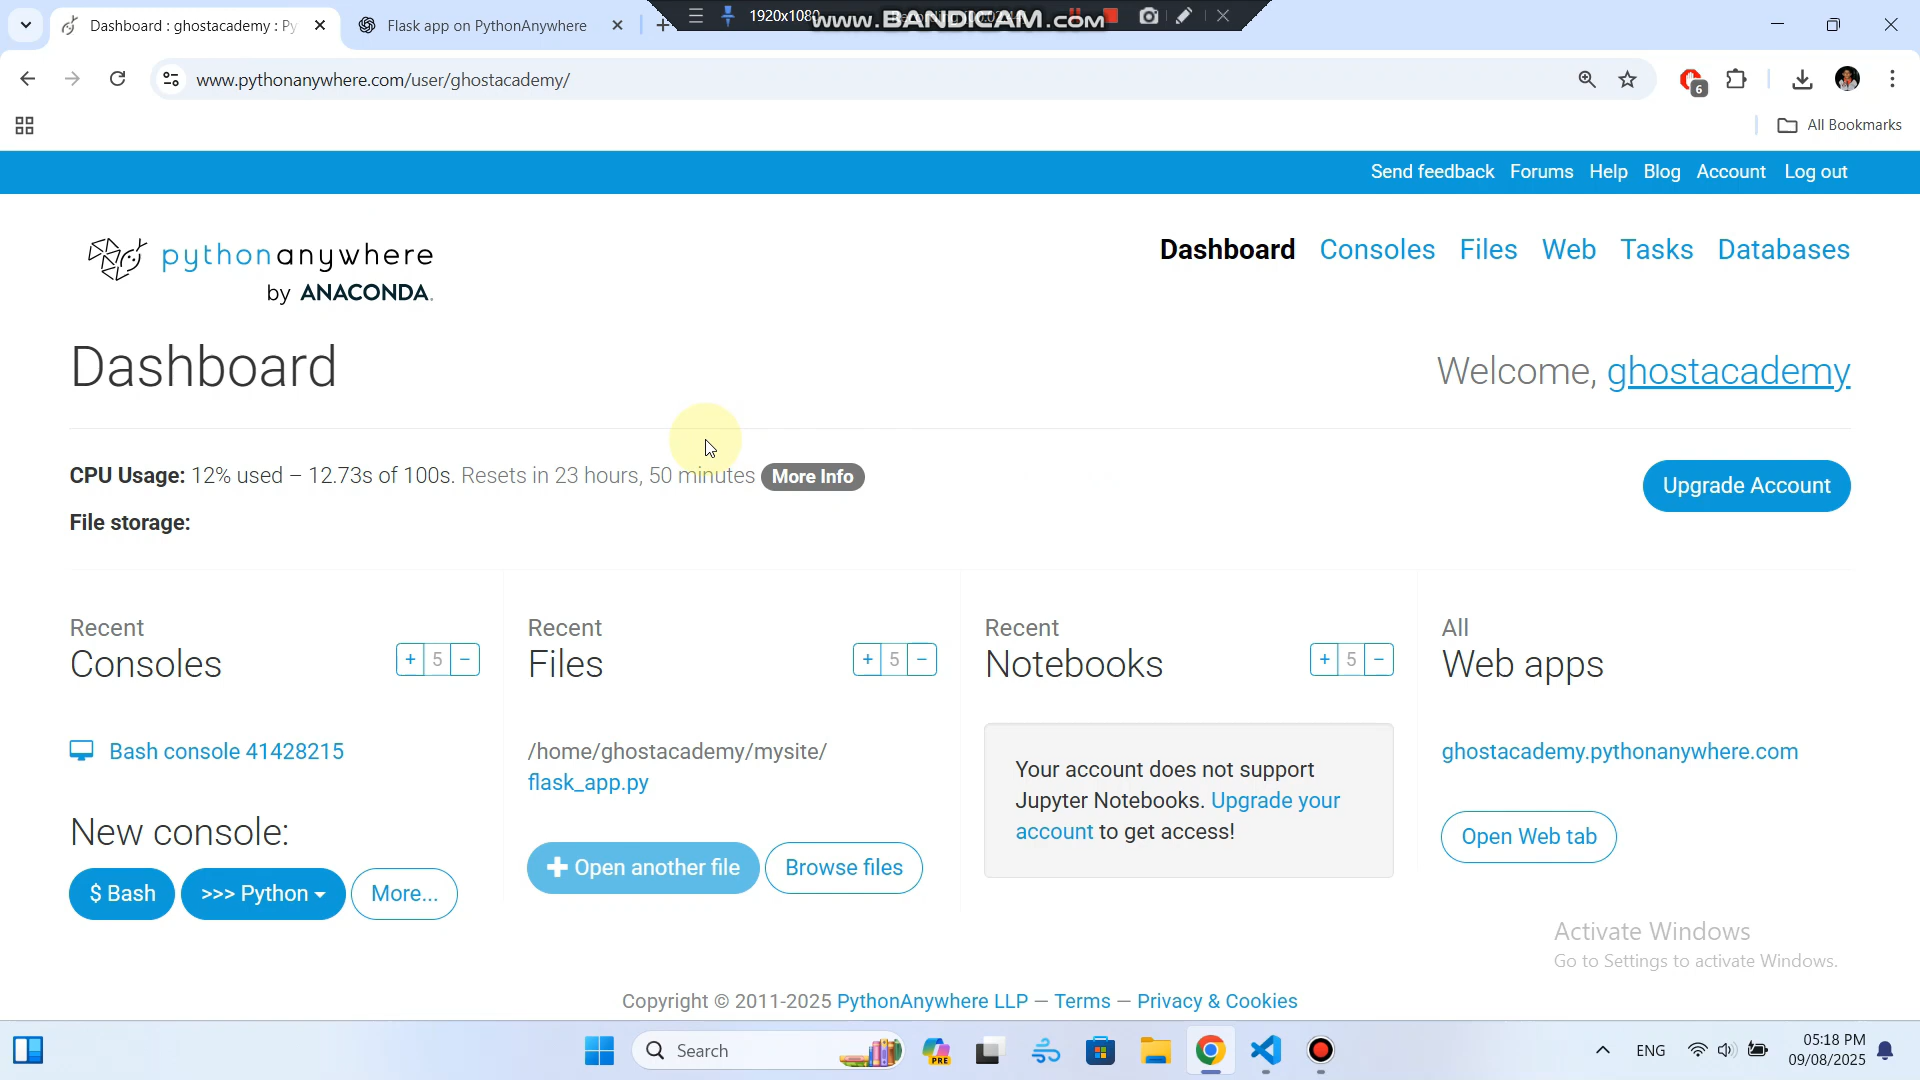 Dashboard : ghostacademy : Py
Flask app on PythonAnywhere
1920x1080
www.BANDICAM.com
www.pythonanywhere.com/user/ghostacademy/
6
All Bookmarks
Send feedback Forums Help Blog Account Log out
pythonanywhere
by ANACONDA.
Dashboard Consoles Files Web Tasks Databases
Dashboard
Welcome, ghostacademy
CPU Usage: 12% used – 12.73s of 100s. Resets in 23 hours, 50 minutes More Info
Upgrade Account
File storage:
Recent
Consoles
+ 5 −
Bash console 41428215
New console:
$ Bash
>>> Python
More...
Recent
Files
+ 5 −
/home/ghostacademy/mysite/
flask_app.py
Open another file
Browse files
Recent
Notebooks
+ 5 −
Your account does not support
Jupyter Notebooks. Upgrade your
account to get access!
All
Web apps
ghostacademy.pythonanywhere.com
Open Web tab
Activate Windows
Go to Settings to activate Windows.
Copyright © 2011-2025 PythonAnywhere LLP — Terms — Privacy & Cookies
Search
PRE
ENG
05:18 PM
09/08/2025